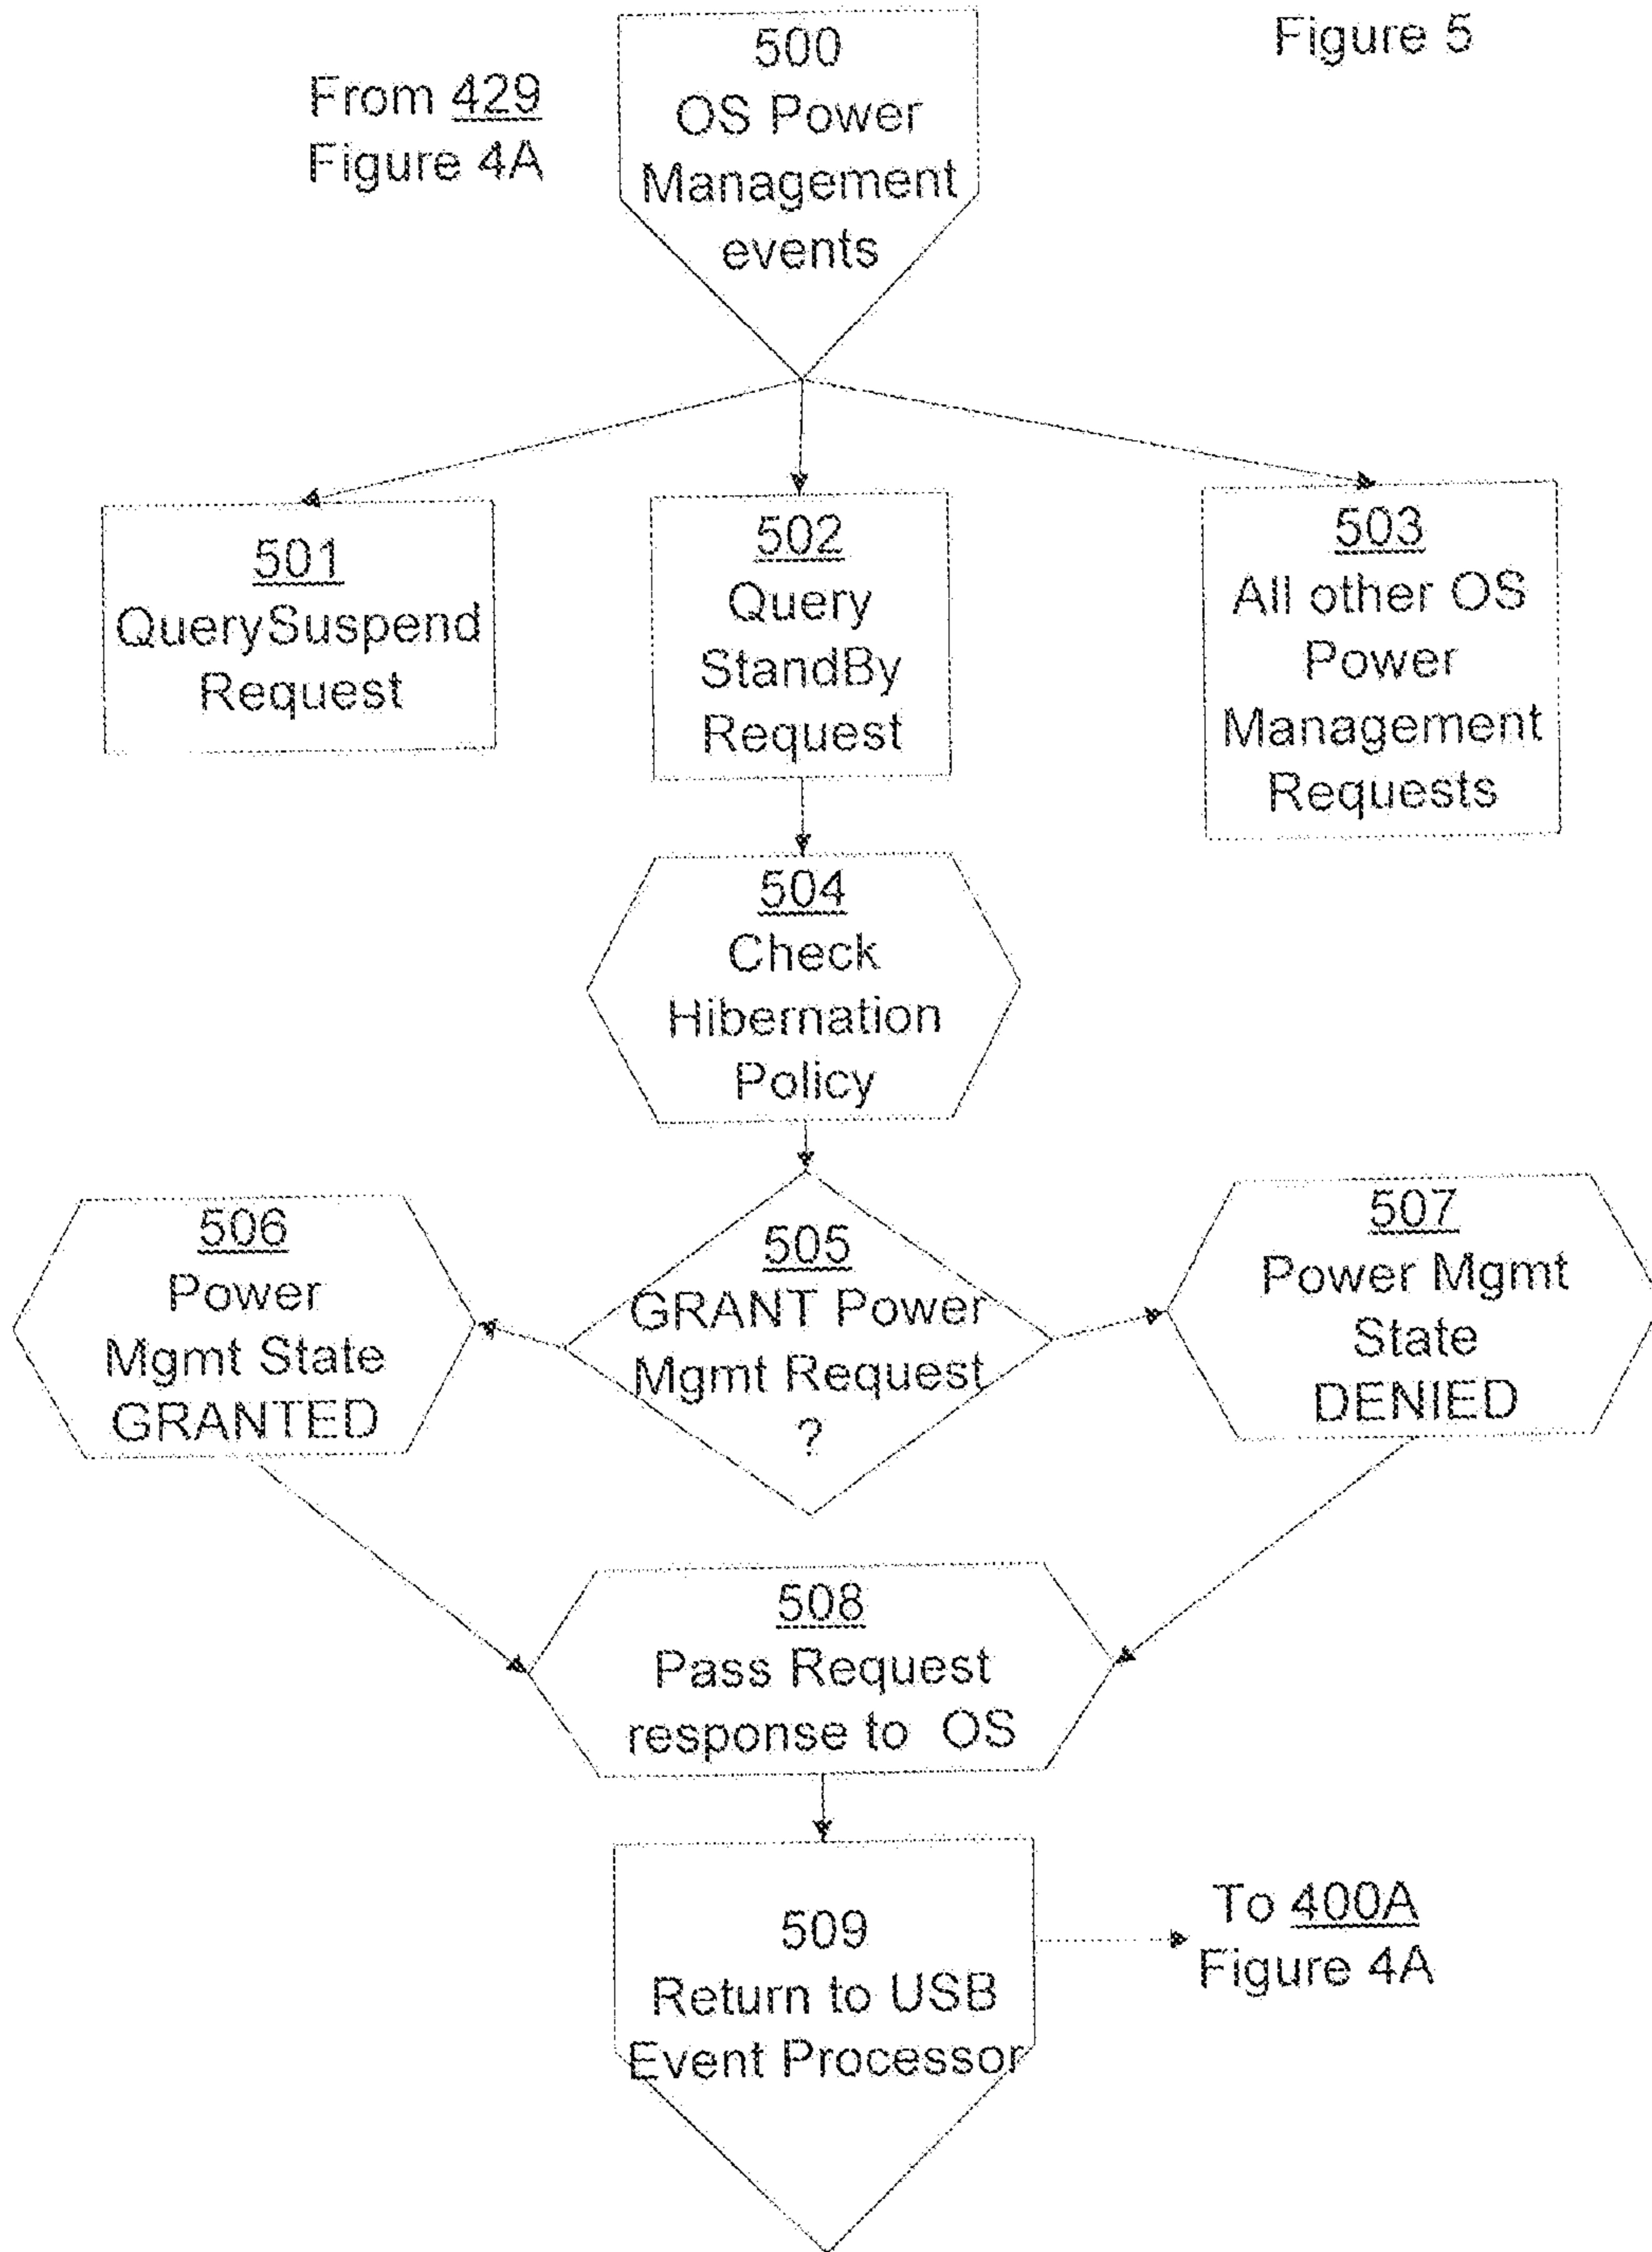 Figure 5
From 429
Figure 4A
500
OS Power
Management
events
501
QuerySuspend
Request
502
Query
StandBy
Request
503
All other OS
Power
Management
Requests
504
Check
Hibernation
Policy
505
GRANT Power
Mgmt Request
?
506
Power
Mgmt State
GRANTED
507
Power Mgmt
State
DENIED
508
Pass Request
response to OS
509
Return to USB
Event Processor
To 400A
Figure 4A